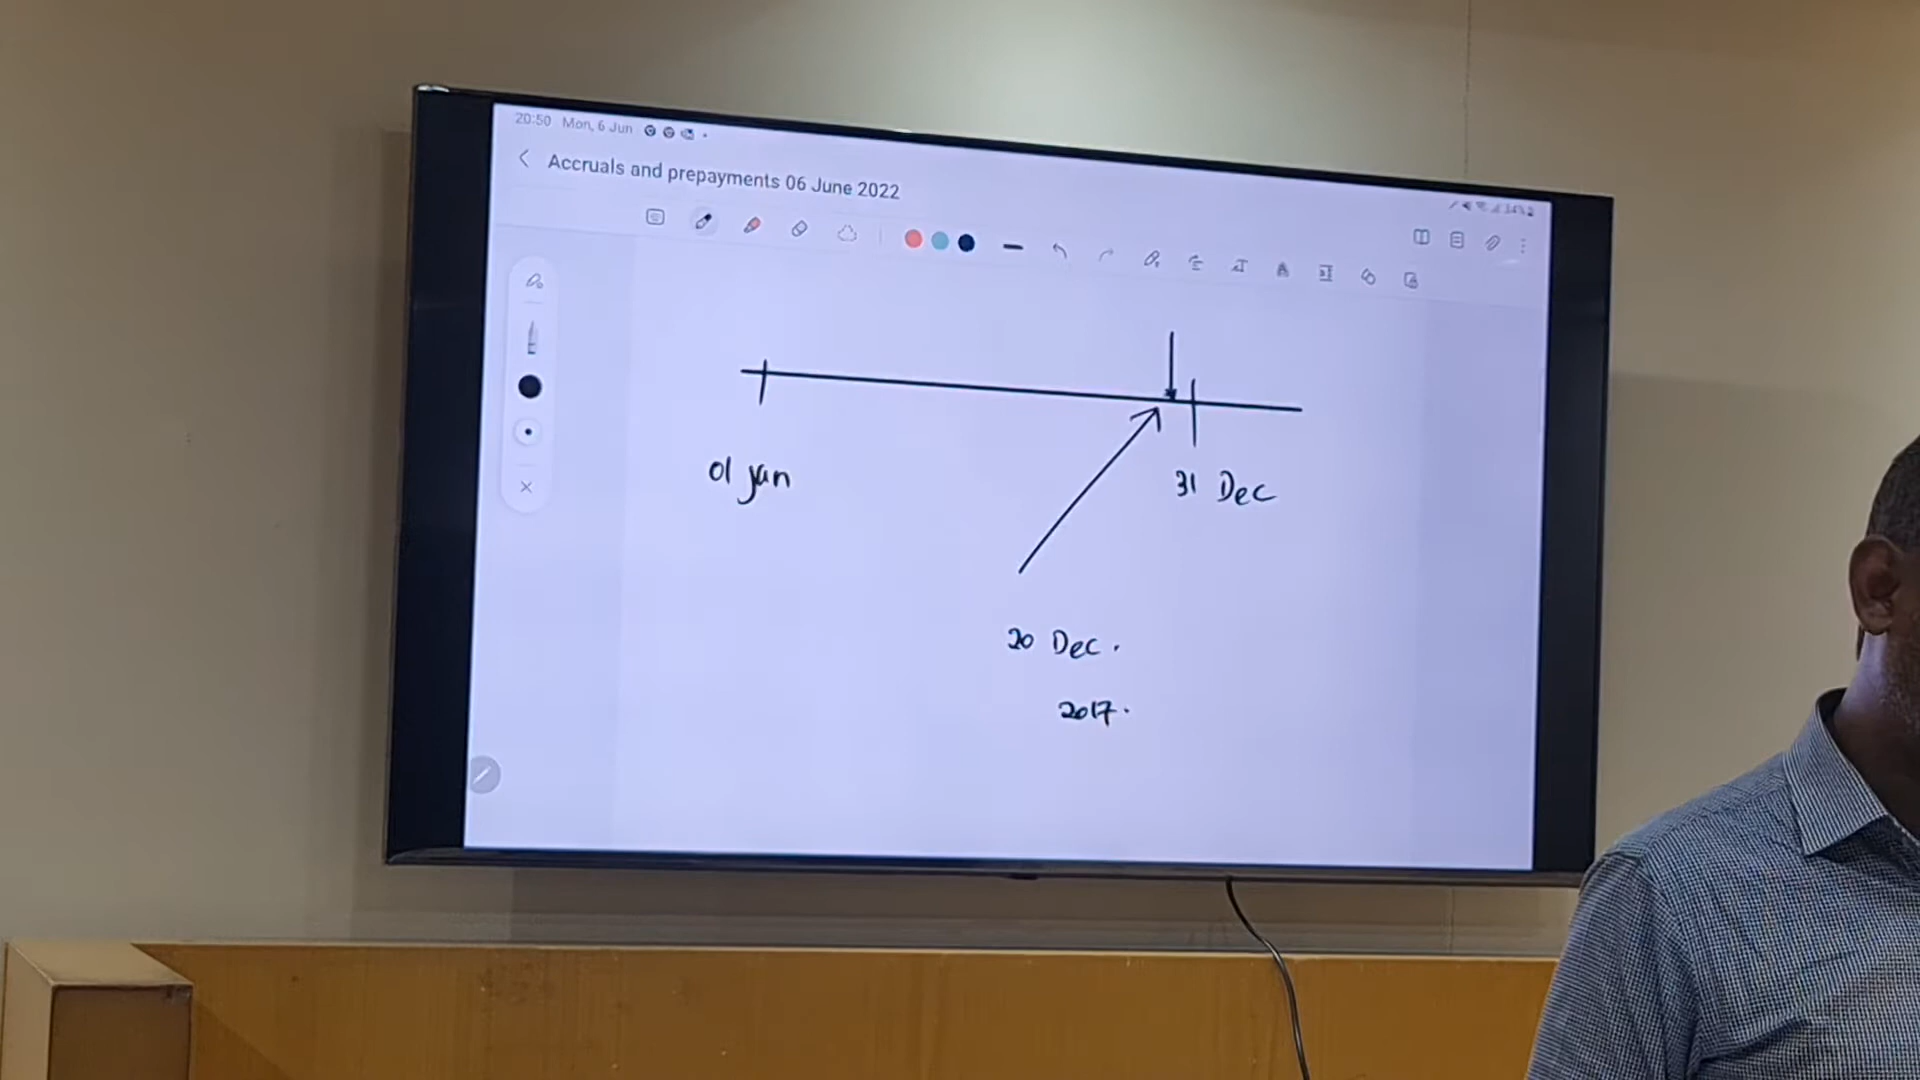 20:50 Mon, 6 Jun
Accruals and prepayments 06 June 2022
01 Jan
31 Dec
20 Dec.
2017.